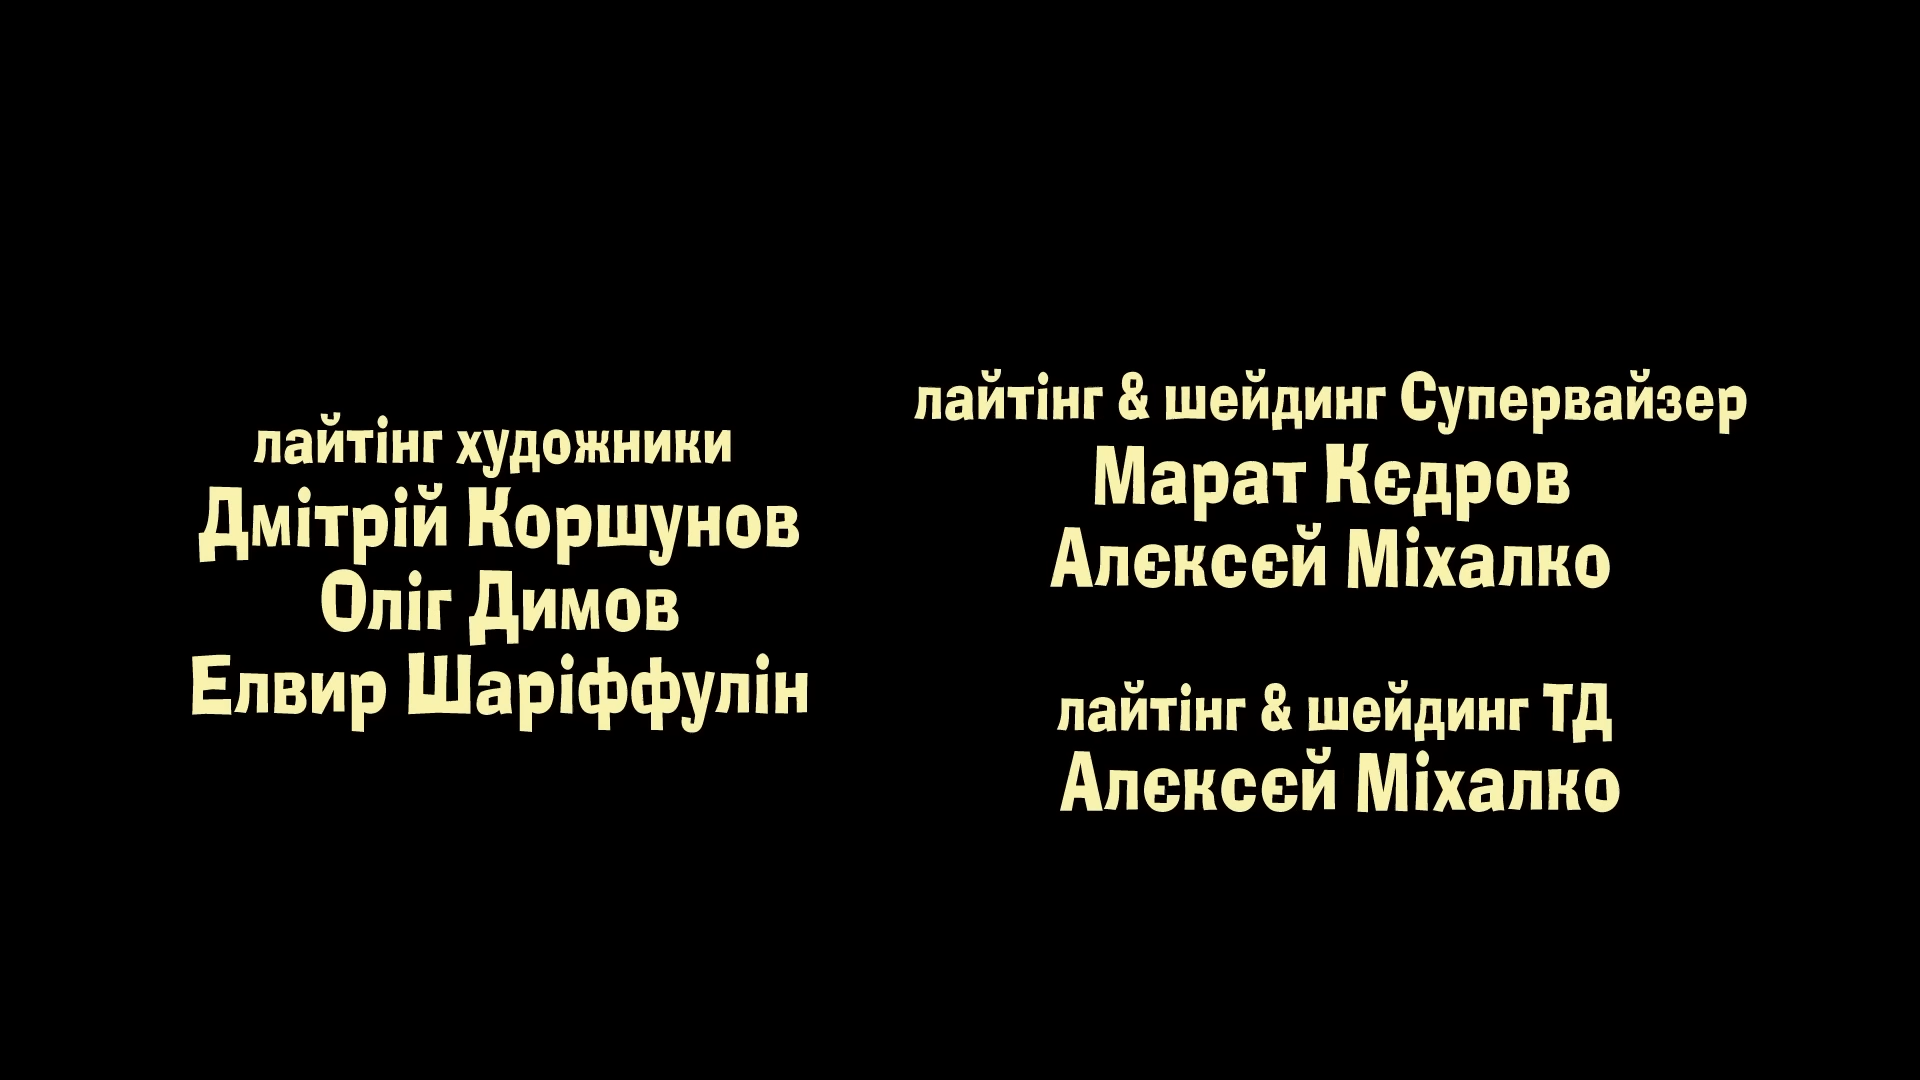 лайтінг художники
Дмітрій Коршунов
Оліг Димов
Елвир Шаріффулін
лайтінг & шейдинг Супервайзер
Марат Кєдров
Алєксєй Міхалко
лайтінг & шейдинг ТД
Алєксєй Міхалко